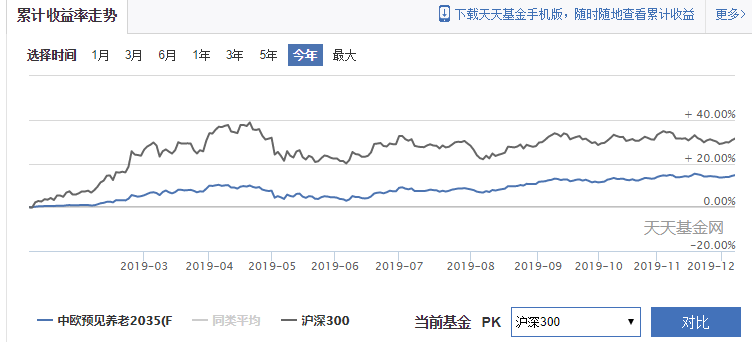 累计收益率走势 下载天天基金手机版，随时随地查看累计收益 更多>
选择时间 1月 3月 6月 1年 3年 5年 今年 最大
+ 40.00%
+ 20.00%
0.00%
天天基金网
-20.00%
2019-03 2019-04 2019-05 2019-06 2019-07 2019-08 2019-09 2019-10 2019-11 2019-12
中欧预见养老2035(F 同类平均 沪深300 当前基金 PK 沪深300 对比